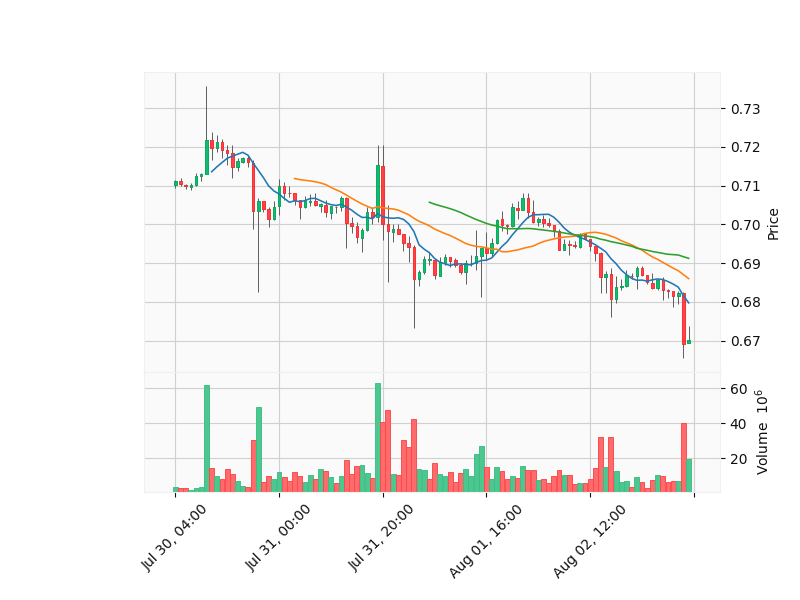 0.73
0.72
0.71
0.70
0.69
0.68
0.67
Price
60
40
20
Volume 10^6
Jul 30, 04:00
Jul 31, 00:00
Jul 31, 20:00
Aug 01, 16:00
Aug 02, 12:00